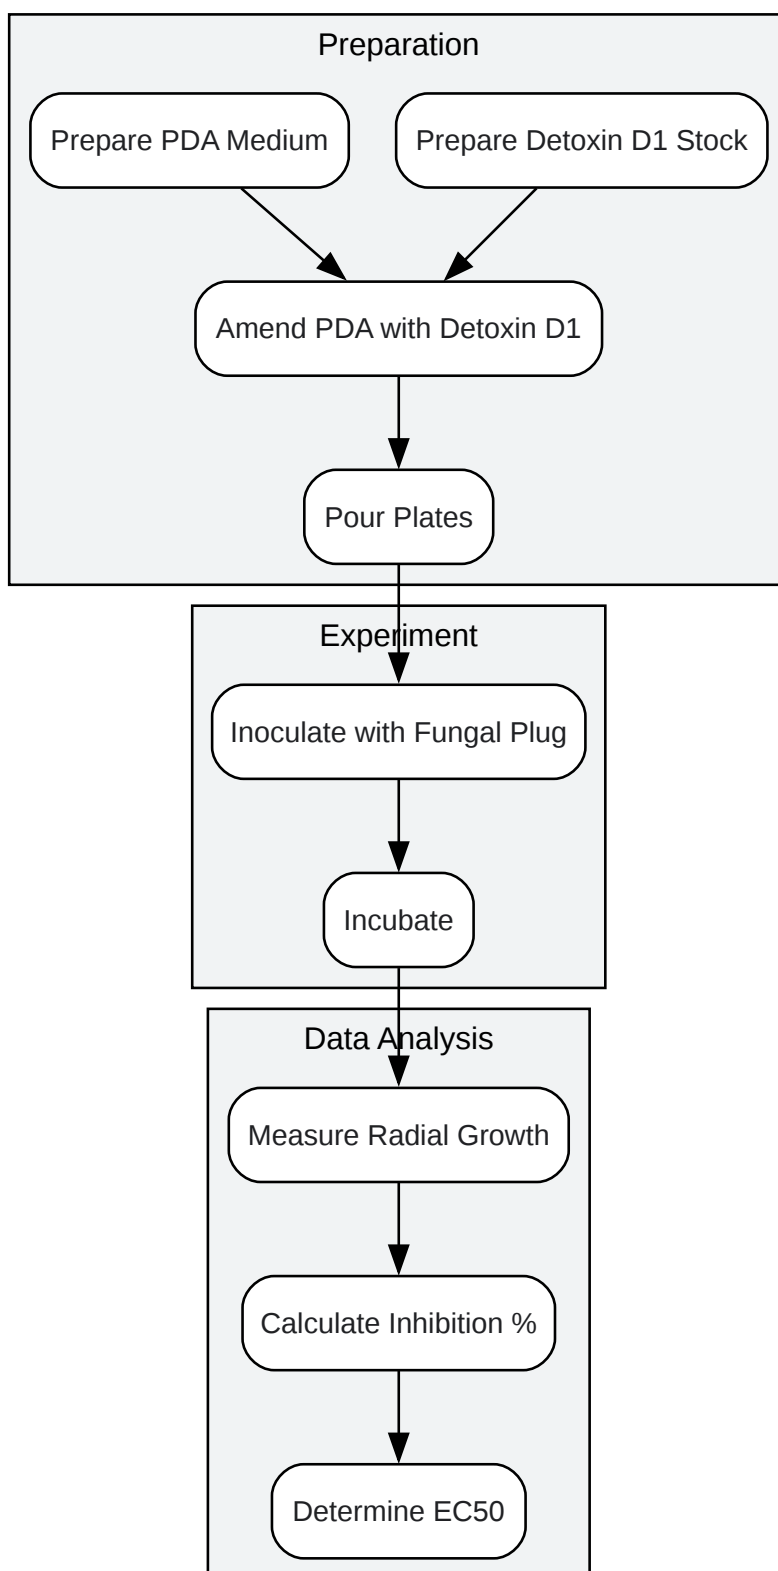 Preparation
Prepare PDA Medium
Prepare Detoxin D1 Stock
Amend PDA with Detoxin D1
Pour Plates
Experiment
Inoculate with Fungal Plug
Incubate
Data Analysis
Measure Radial Growth
Calculate Inhibition %
Determine EC50